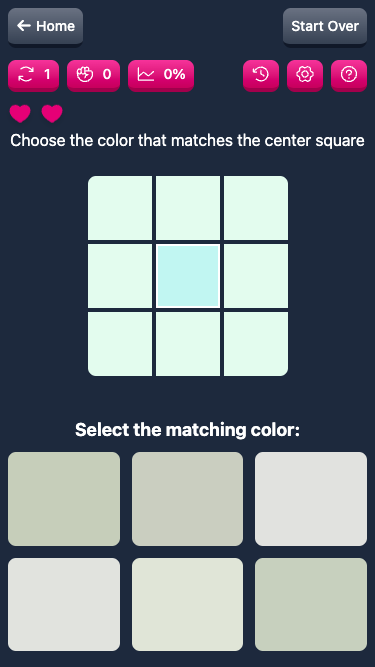 Home
Start Over
1
0
0%
Choose the color that matches the center square
Select the matching color: